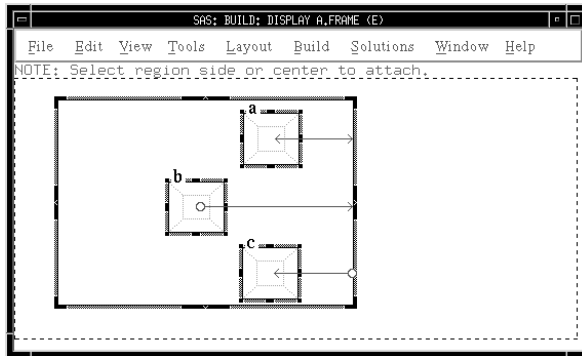 SAS: BUILD: DISPLAY A.FRAME (E)
File Edit View Tools Layout Build Solutions Window Help
NOTE: Select region side or center to attach.
a
b
c